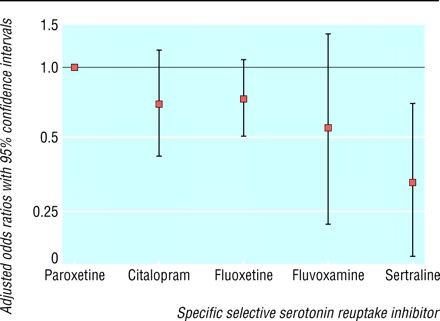 Adjusted odds ratios with 95% confidence intervals
1.5
1.0
0.5
0.25
0
Paroxetine Citalopram Fluoxetine Fluvoxamine Sertraline
Specific selective serotonin reuptake inhibitor